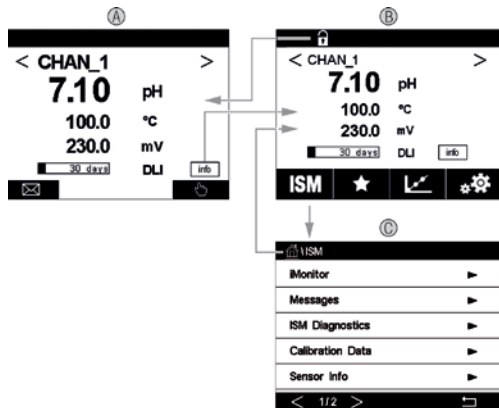 A
< CHAN_1 >
7.10 pH
100.0 °C
230.0 mV
30 days DLI info
B
< CHAN_1 >
7.10 pH
100.0 °C
230.0 mV
30 days DLI info
ISM
C
\ISM
iMonitor
Messages
ISM Diagnostics
Calibration Data
Sensor Info
< 1/2 >